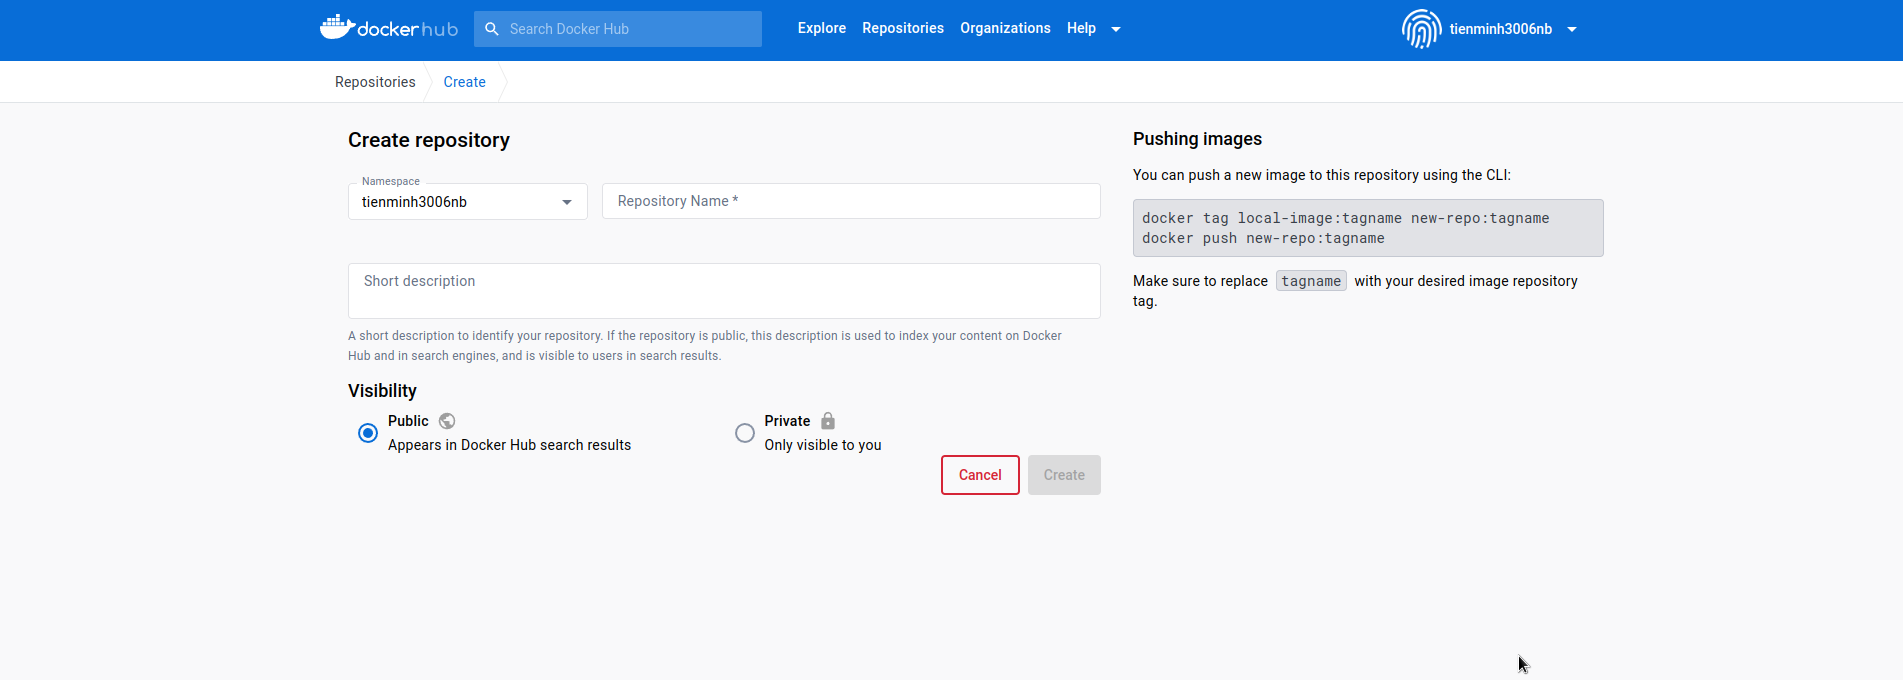 dockerhub
Search Docker Hub
Explore Repositories Organizations Help
tienminh3006nb
Repositories Create
Create repository
Namespace
tienminh3006nb
Repository Name *
Short description
A short description to identify your repository. If the repository is public, this description is used to index your content on Docker
Hub and in search engines, and is visible to users in search results.
Visibility
Public
Appears in Docker Hub search results
Private
Only visible to you
Cancel Create
Pushing images
You can push a new image to this repository using the CLI:
docker tag local-image:tagname new-repo:tagname
docker push new-repo:tagname
Make sure to replace tagname with your desired image repository
tag.